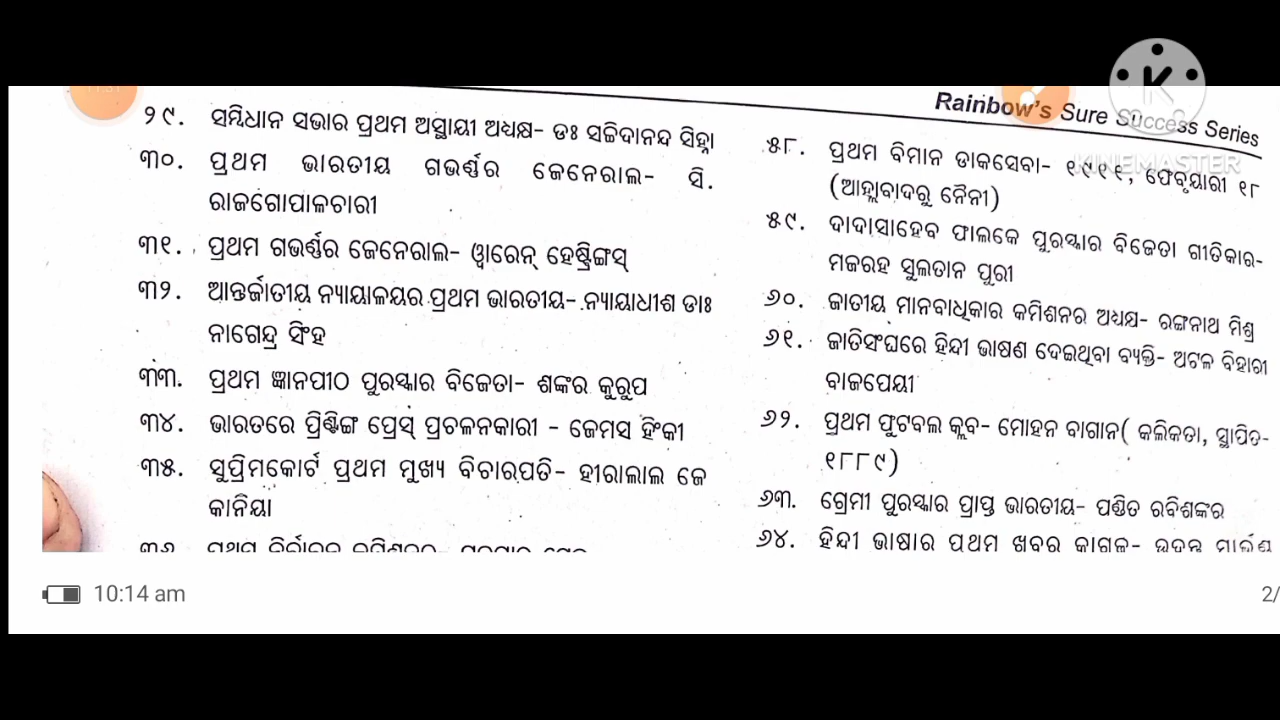 Rainbow's Sure Success Series
KINEMASTER
୨୯. ସମ୍ବିଧାନ ସଭାର ପ୍ରଥମ ଅସ୍ଥାୟୀ ଅଧ୍ୟକ୍ଷ- ଡଃ ସଚ୍ଚିଦାନନ୍ଦ ସିହ୍ନା
୩୦. ପ୍ରଥମ ଭାରତୀୟ ଗଭର୍ଣ୍ଣର ଜେନେରାଲ- ସି.
ରାଜଗୋପାଳଚାରୀ
୩୧. ପ୍ରଥମ ଗଭର୍ଣ୍ଣର ଜେନେରାଲ- ୱାରେନ୍ ହେଷ୍ଟିଙ୍ଗସ୍
୩୨. ଆନ୍ତର୍ଜାତୀୟ ନ୍ୟାୟାଳୟର ପ୍ରଥମ ଭାରତୀୟ- ନ୍ୟାୟାଧୀଶ ଡାଃ
ନାଗେନ୍ଦ୍ର ସିଂହ
୩୩. ପ୍ରଥମ ଜ୍ଞାନପୀଠ ପୁରସ୍କାର ବିଜେତା- ଶଙ୍କର କୁରୁପ
୩୪. ଭାରତରେ ପ୍ରିଣ୍ଟିଙ୍ଗ ପ୍ରେସ୍ ପ୍ରଚଳନକାରୀ - ଜେମସ ହିଂକୀ
୩୫. ସୁପ୍ରିମକୋର୍ଟ ପ୍ରଥମ ମୁଖ୍ୟ ବିଚାରପତି- ହୀରାଲାଲ ଜେ
କାନିୟା
୫୮. ପ୍ରଥମ ବିମାନ ଡାକସେବା- ୧୯୧୧, ଫେବୃୟାରୀ ୧୮
(ଆହ୍ଲାବାଦରୁ ନୈନୀ)
୫୯. ଦାଦାସାହେବ ଫାଲକେ ପୁରସ୍କାର ବିଜେତା ଗୀତିକାର-
ମଜରହ ସୁଲତାନ ପୁରୀ
୬୦. ଜାତୀୟ ମାନବାଧିକାର କମିଶନର ଅଧ୍ୟକ୍ଷ- ରଙ୍ଗନାଥ ମିଶ୍ର
୬୧. ଜାତିସଂଘରେ ହିନ୍ଦୀ ଭାଷଣ ଦେଇଥିବା ବ୍ୟକ୍ତି- ଅଟଳ ବିହାରୀ
ବାଜପେୟୀ
୬୨. ପ୍ରଥମ ଫୁଟବଲ କ୍ଲବ- ମୋହନ ବାଗାନ( କଲିକତା, ସ୍ଥାପିତ-
୧୮୮୯)
୬୩. ଗ୍ରେମୀ ପୁରସ୍କାର ପ୍ରାପ୍ତ ଭାରତୀୟ- ପଣ୍ଡିତ ରବିଶଙ୍କର
୬୪. ହିନ୍ଦୀ ଭାଷାର ପ୍ରଥମ ଖବର କାଗଜ-
10:14 am
2/